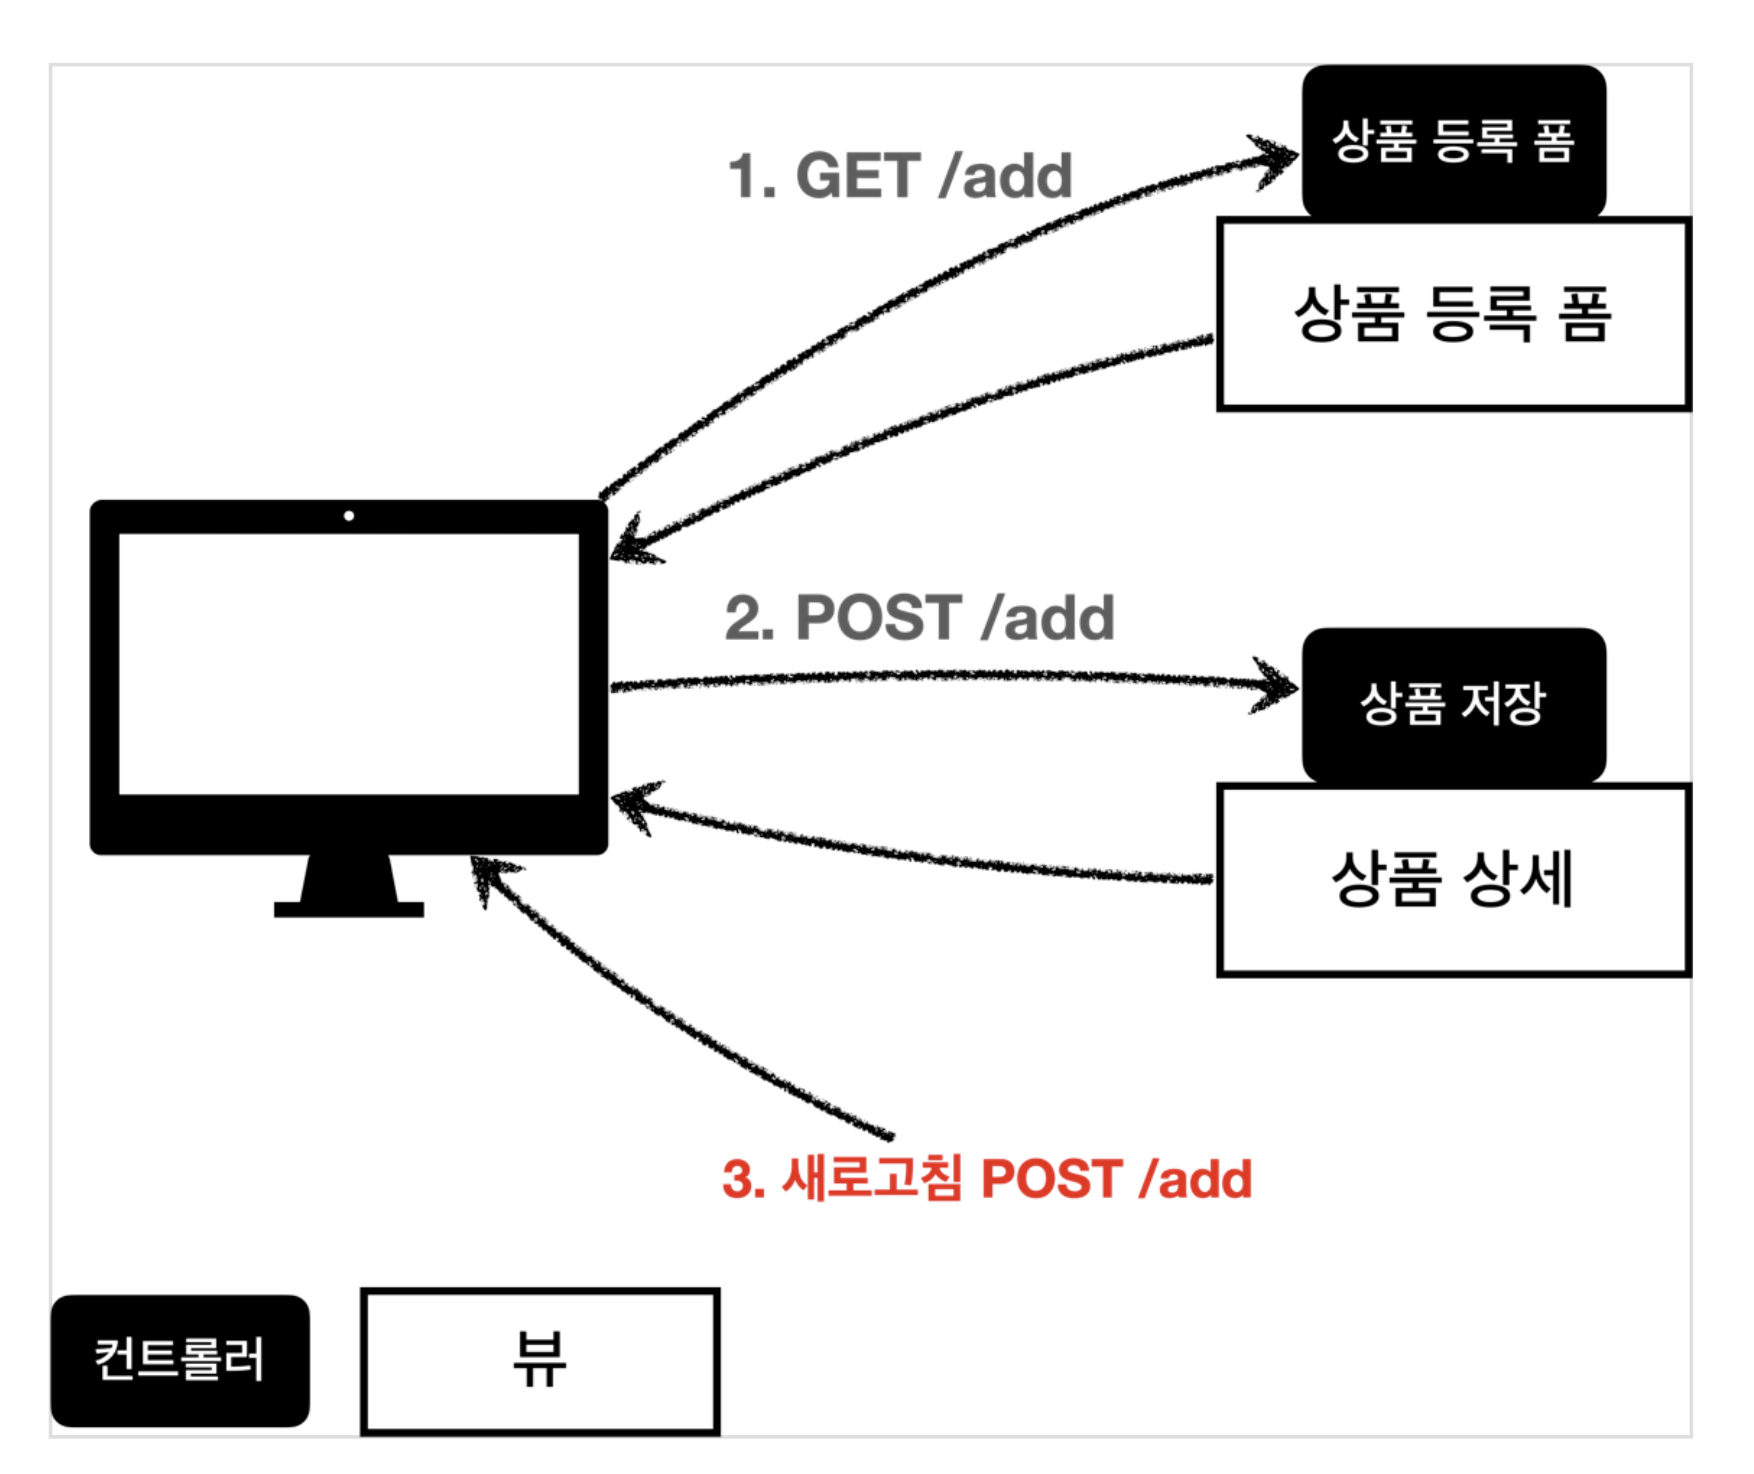 1. GET /add
상품 등록 폼
상품 등록 폼
2. POST /add
상품 저장
상품 상세
3. 새로고침 POST /add
컨트롤러
뷰